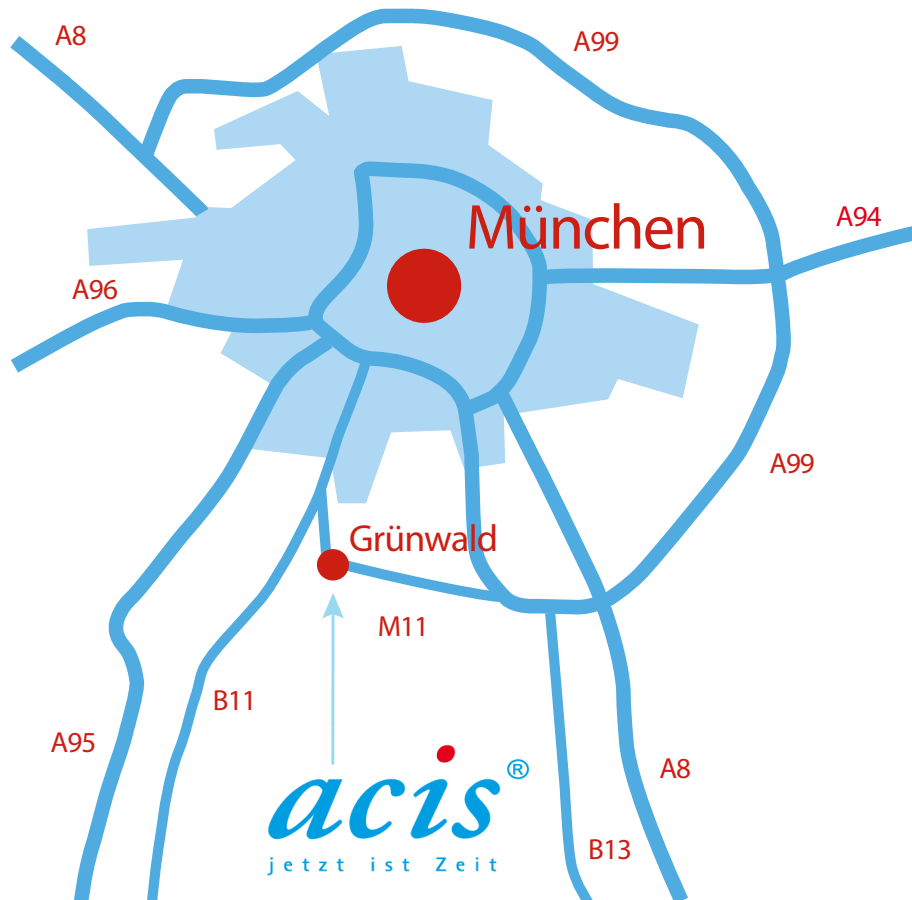 A8
A99
München
A94
A96
A99
Grünwald
M11
B11
A95
A8
acis®
jetzt ist Zeit
B13